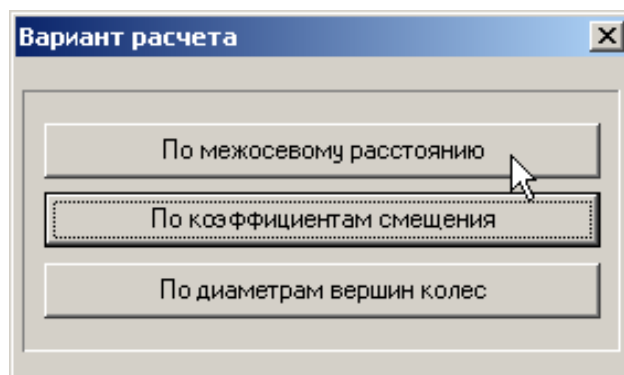 Вариант расчета
По межосевому расстоянию
По коэффициентам смещения
По диаметрам вершин колес